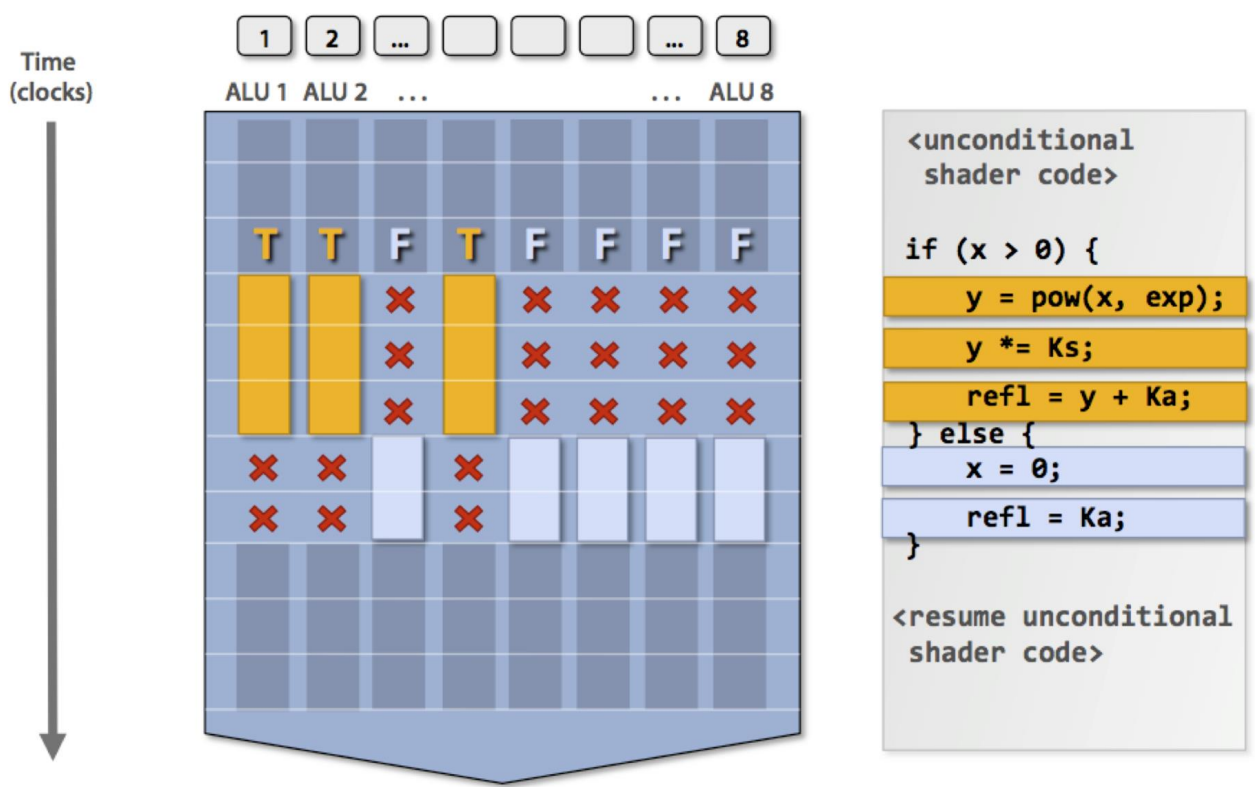 1 2 ... ... 8
Time
(clocks)
ALU 1 ALU 2 ... ... ALU 8
T T F T F F F F
<unconditional
shader code>
if (x > 0) {
y = pow(x, exp);
y *= Ks;
refl = y + Ka;
} else {
x = 0;
refl = Ka;
}
<resume unconditional
shader code>